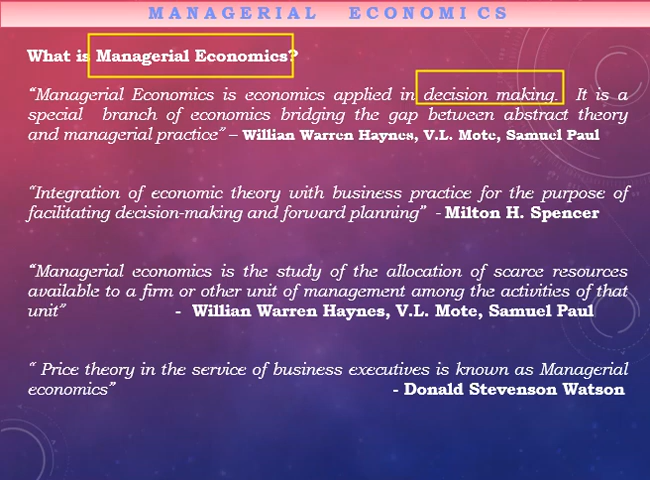 MANAGERIAL ECONOMICS
What is Managerial Economics?
“Managerial Economics is economics applied in decision making. It is a
special branch of economics bridging the gap between abstract theory
and managerial practice” – Willian Warren Haynes, V.L. Mote, Samuel Paul
“Integration of economic theory with business practice for the purpose of
facilitating decision-making and forward planning” - Milton H. Spencer
“Managerial economics is the study of the allocation of scarce resources
available to a firm or other unit of management among the activities of that
unit” - Willian Warren Haynes, V.L. Mote, Samuel Paul
“ Price theory in the service of business executives is known as Managerial
economics” - Donald Stevenson Watson